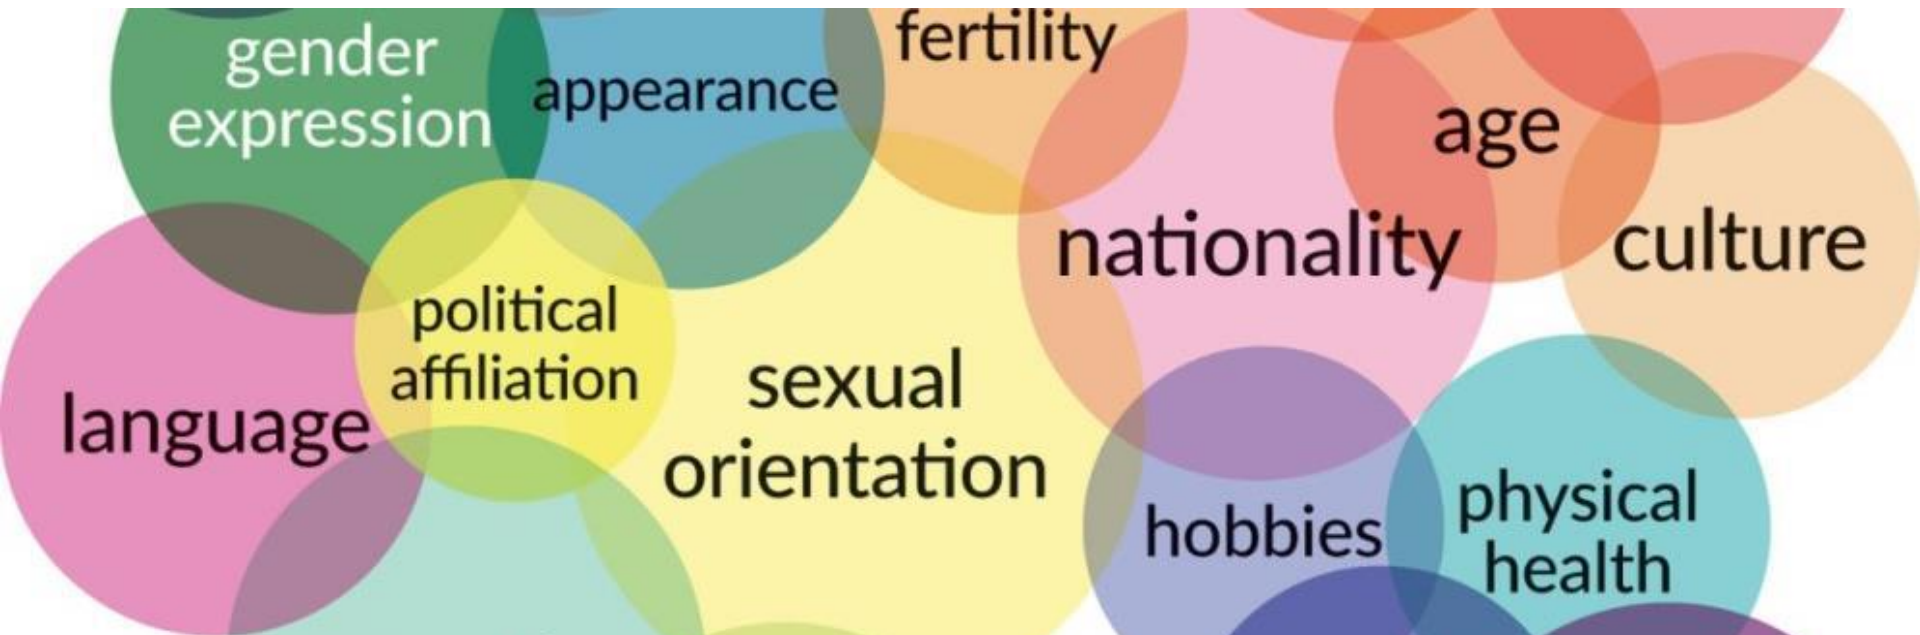 gender
expression
appearance
fertility
age
nationality
culture
political
affiliation
language
sexual
orientation
hobbies
physical
health